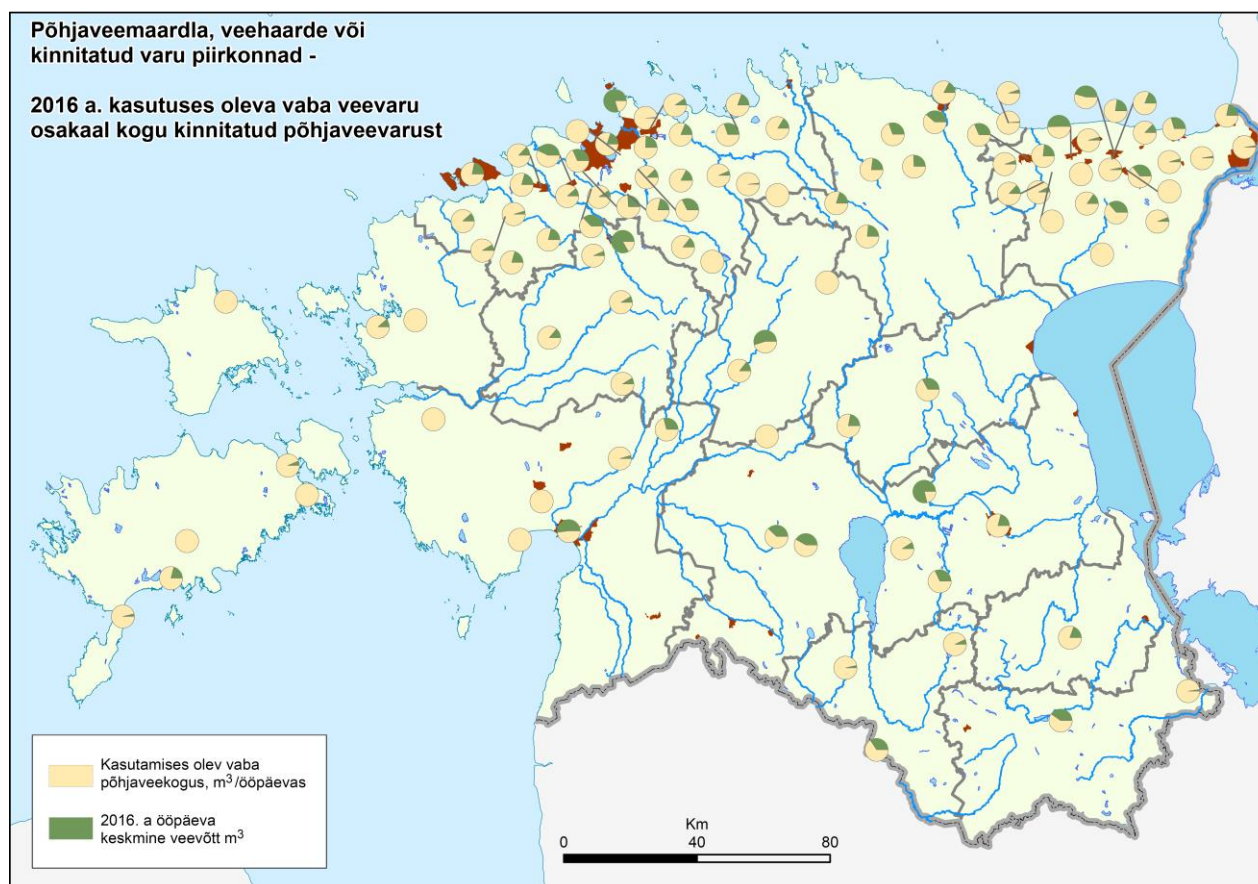 Põhjaveemaardla, veehaarde või
kinnitatud varu piirkonnad -
2016 a. kasutuses oleva vaba veevaru
osakaal kogu kinnitatud põhjaveevarust
Kasutamises olev vaba
põhjaveekogus, m³/ööpäevas
2016. a ööpäeva
keskmine veevõtt m³
Km
0 40 80